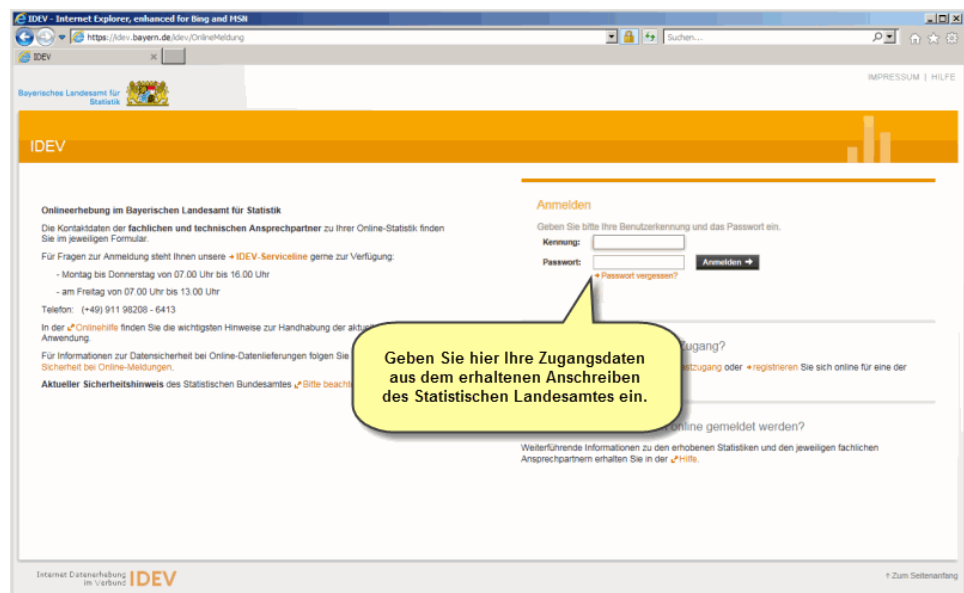 IDEV - Internet Explorer, enhanced for Bing and MSN
https://idev.bayern.de/idev/OnlineMeldung
Suchen...
IDEV
IMPRESSUM | HILFE
Bayerisches Landesamt für
Statistik
IDEV
Onlineerhebung im Bayerischen Landesamt für Statistik
Die Kontaktdaten der fachlichen und technischen Ansprechpartner zu Ihrer Online-Statistik finden
Sie im jeweiligen Formular.
Für Fragen zur Anmeldung steht Ihnen unsere IDEV-Serviceline gerne zur Verfügung:
- Montag bis Donnerstag von 07.00 Uhr bis 16.00 Uhr
- am Freitag von 07.00 Uhr bis 13.00 Uhr
Telefon: (+49) 911 98208 - 6413
In der Onlinehilfe finden Sie die wichtigsten Hinweise zur Handhabung der
Anwendung.
Für Informationen zur Datensicherheit bei Online-Datenlieferungen folgen Sie
Sicherheit bei Online-Meldungen.
Aktueller Sicherheitshinweis des Statistischen Bundesamtes Bitte
Anmelden
Geben Sie bitte Ihre Benutzerkennung und das Passwort ein.
Kennung:
Passwort:
Anmelden
Passwort vergessen?
Geben Sie hier Ihre Zugangsdaten
aus dem erhaltenen Anschreiben
des Statistischen Landesamtes ein.
Zugang?
oder registrieren Sie sich online für eine der
online gemeldet werden?
Weiterführende Informationen zu den erhobenen Statistiken und den jeweiligen fachlichen
Ansprechpartnern erhalten Sie in der Hilfe.
Internet Datenerhebung
im Verbund IDEV
↑ Zum Seitenanfang